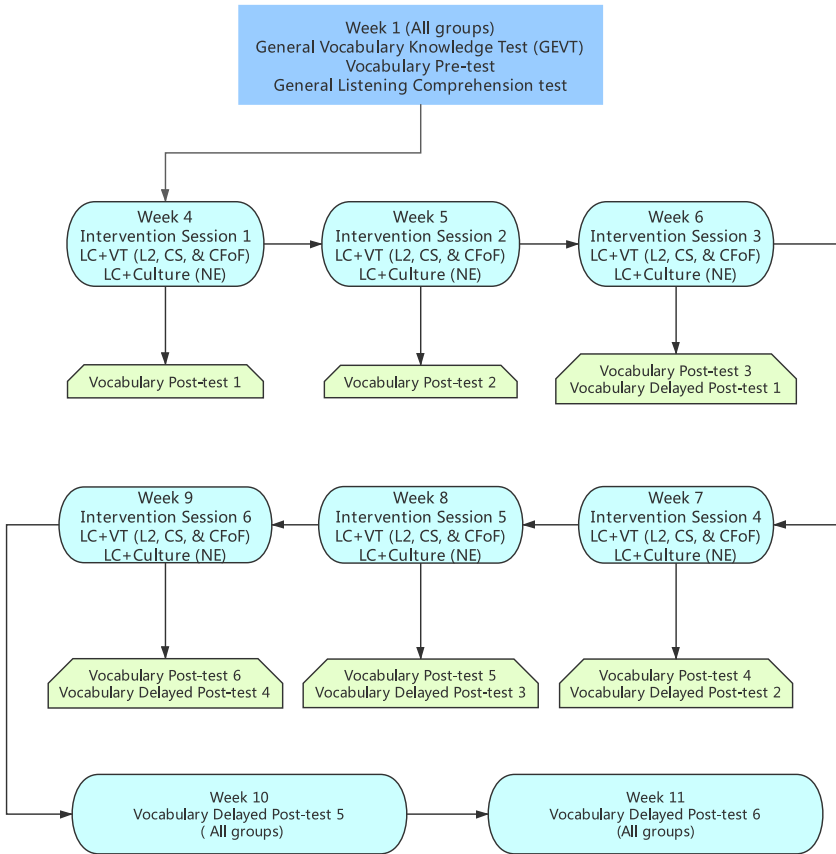 Week 1 (All groups)
General Vocabulary Knowledge Test (GEVT)
Vocabulary Pre-test
General Listening Comprehension test
Week 4
Intervention Session 1
LC+VT (L2, CS, & CFoF)
LC+Culture (NE)
Week 5
Intervention Session 2
LC+VT (L2, CS, & CFoF)
LC+Culture (NE)
Week 6
Intervention Session 3
LC+VT (L2, CS, & CFoF)
LC+Culture (NE)
Vocabulary Post-test 1
Vocabulary Post-test 2
Vocabulary Post-test 3
Vocabulary Delayed Post-test 1
Week 9
Intervention Session 6
LC+VT (L2, CS, & CFoF)
LC+Culture (NE)
Week 8
Intervention Session 5
LC+VT (L2, CS, & CFoF)
LC+Culture (NE)
Week 7
Intervention Session 4
LC+VT (L2, CS, & CFoF)
LC+Culture (NE)
Vocabulary Post-test 6
Vocabulary Delayed Post-test 4
Vocabulary Post-test 5
Vocabulary Delayed Post-test 3
Vocabulary Post-test 4
Vocabulary Delayed Post-test 2
Week 10
Vocabulary Delayed Post-test 5
( All groups)
Week 11
Vocabulary Delayed Post-test 6
(All groups)